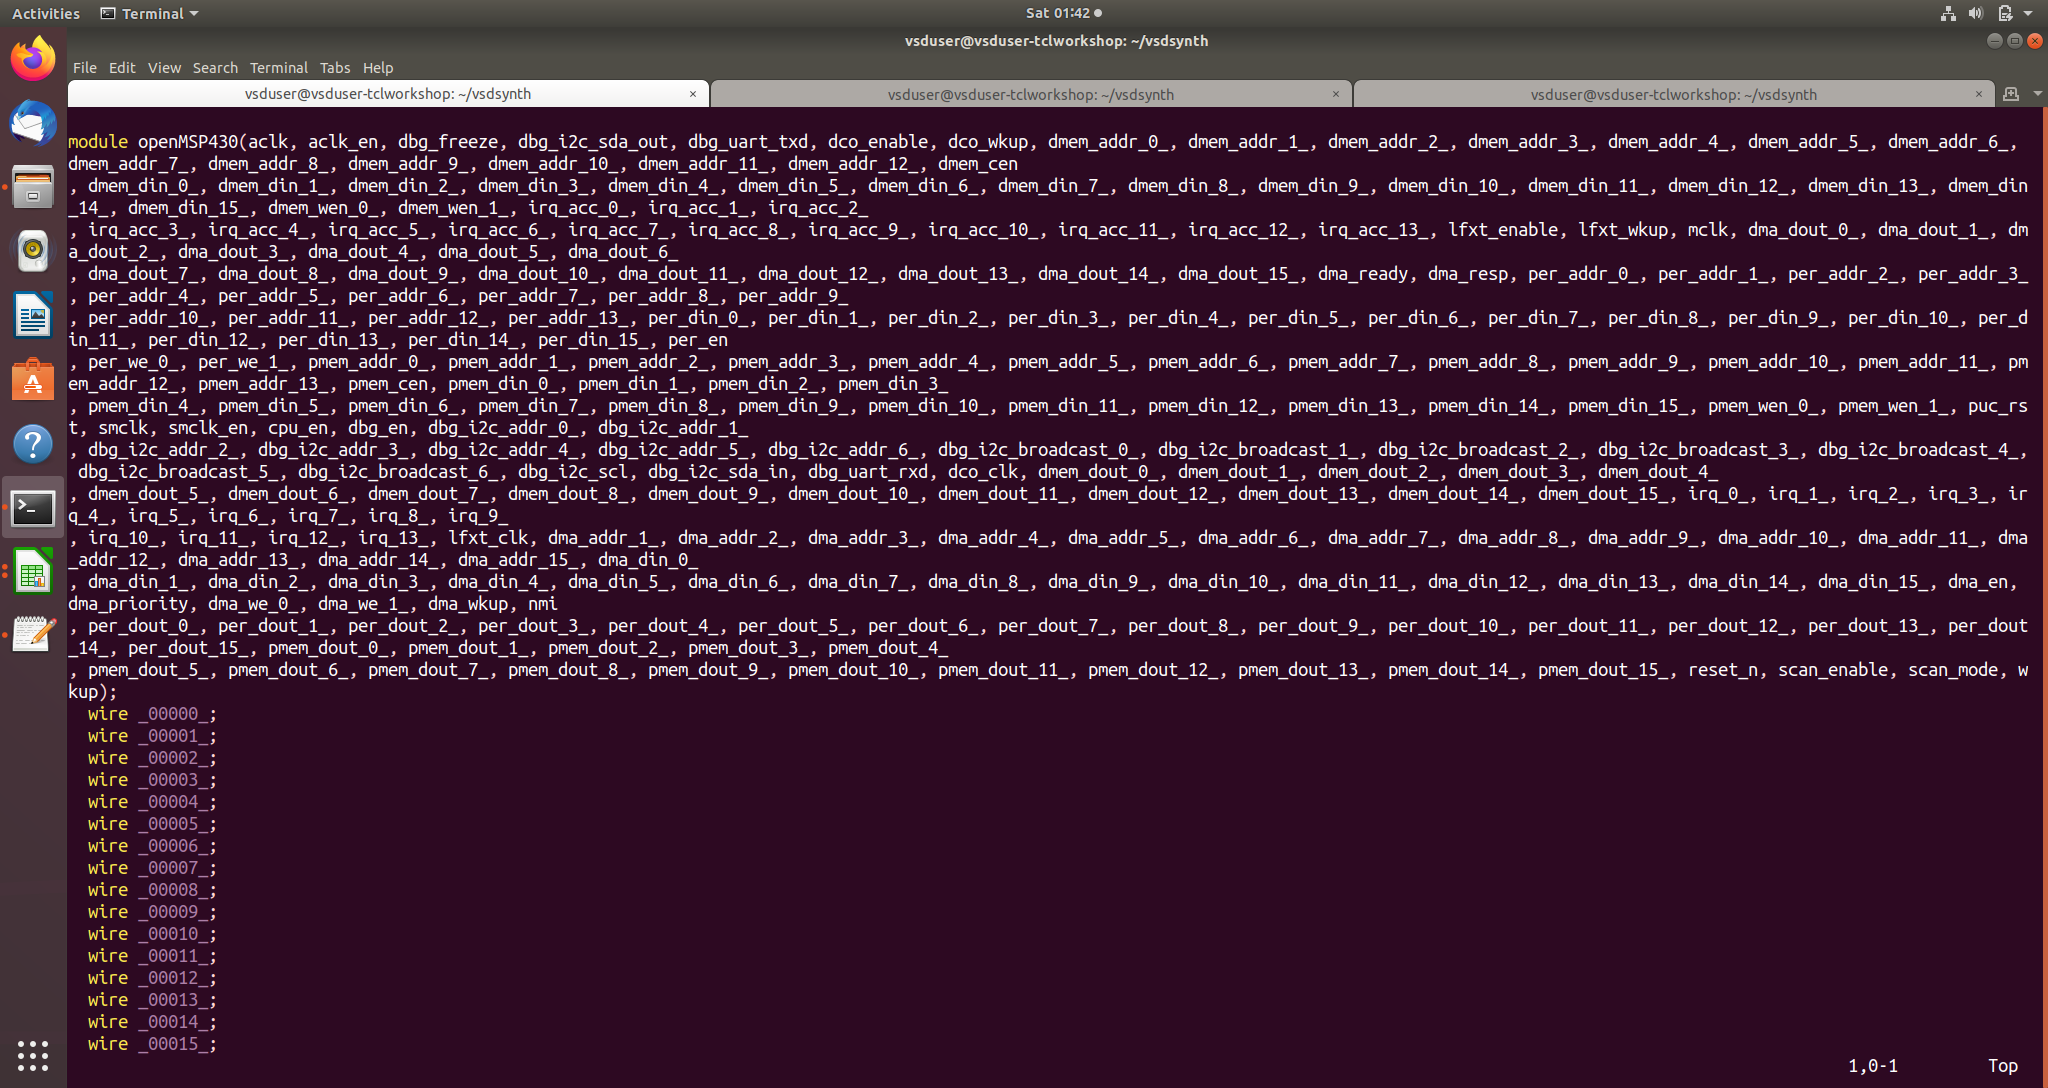 Activities Terminal Sat 01:42
vsduser@vsduser-tclworkshop: ~/vsdsynth
File Edit View Search Terminal Tabs Help
vsduser@vsduser-tclworkshop: ~/vsdsynth × vsduser@vsduser-tclworkshop: ~/vsdsynth × vsduser@vsduser-tclworkshop: ~/vsdsynth ×
module openMSP430(aclk, aclk_en, dbg_freeze, dbg_i2c_sda_out, dbg_uart_txd, dco_enable, dco_wkup, dmem_addr_0_, dmem_addr_1_, dmem_addr_2_, dmem_addr_3_, dmem_addr_4_, dmem_addr_5_, dmem_addr_6_,
dmem_addr_7_, dmem_addr_8_, dmem_addr_9_, dmem_addr_10_, dmem_addr_11_, dmem_addr_12_, dmem_cen
, dmem_din_0_, dmem_din_1_, dmem_din_2_, dmem_din_3_, dmem_din_4_, dmem_din_5_, dmem_din_6_, dmem_din_7_, dmem_din_8_, dmem_din_9_, dmem_din_10_, dmem_din_11_, dmem_din_12_, dmem_din_13_, dmem_din
_14_, dmem_din_15_, dmem_wen_0_, dmem_wen_1_, irq_acc_0_, irq_acc_1_, irq_acc_2_
, irq_acc_3_, irq_acc_4_, irq_acc_5_, irq_acc_6_, irq_acc_7_, irq_acc_8_, irq_acc_9_, irq_acc_10_, irq_acc_11_, irq_acc_12_, irq_acc_13_, lfxt_enable, lfxt_wkup, mclk, dma_dout_0_, dma_dout_1_, dm
a_dout_2_, dma_dout_3_, dma_dout_4_, dma_dout_5_, dma_dout_6_
, dma_dout_7_, dma_dout_8_, dma_dout_9_, dma_dout_10_, dma_dout_11_, dma_dout_12_, dma_dout_13_, dma_dout_14_, dma_dout_15_, dma_ready, dma_resp, per_addr_0_, per_addr_1_, per_addr_2_, per_addr_3_
, per_addr_4_, per_addr_5_, per_addr_6_, per_addr_7_, per_addr_8_, per_addr_9_
, per_addr_10_, per_addr_11_, per_addr_12_, per_addr_13_, per_din_0_, per_din_1_, per_din_2_, per_din_3_, per_din_4_, per_din_5_, per_din_6_, per_din_7_, per_din_8_, per_din_9_, per_din_10_, per_d
in_11_, per_din_12_, per_din_13_, per_din_14_, per_din_15_, per_en
, per_we_0_, per_we_1_, pmem_addr_0_, pmem_addr_1_, pmem_addr_2_, pmem_addr_3_, pmem_addr_4_, pmem_addr_5_, pmem_addr_6_, pmem_addr_7_, pmem_addr_8_, pmem_addr_9_, pmem_addr_10_, pmem_addr_11_, pm
em_addr_12_, pmem_addr_13_, pmem_cen, pmem_din_0_, pmem_din_1_, pmem_din_2_, pmem_din_3_
, pmem_din_4_, pmem_din_5_, pmem_din_6_, pmem_din_7_, pmem_din_8_, pmem_din_9_, pmem_din_10_, pmem_din_11_, pmem_din_12_, pmem_din_13_, pmem_din_14_, pmem_din_15_, pmem_wen_0_, pmem_wen_1_, puc_rs
t, smclk, smclk_en, cpu_en, dbg_en, dbg_i2c_addr_0_, dbg_i2c_addr_1_
, dbg_i2c_addr_2_, dbg_i2c_addr_3_, dbg_i2c_addr_4_, dbg_i2c_addr_5_, dbg_i2c_addr_6_, dbg_i2c_broadcast_0_, dbg_i2c_broadcast_1_, dbg_i2c_broadcast_2_, dbg_i2c_broadcast_3_, dbg_i2c_broadcast_4_,
dbg_i2c_broadcast_5_, dbg_i2c_broadcast_6_, dbg_i2c_scl, dbg_i2c_sda_in, dbg_uart_rxd, dco_clk, dmem_dout_0_, dmem_dout_1_, dmem_dout_2_, dmem_dout_3_, dmem_dout_4_
, dmem_dout_5_, dmem_dout_6_, dmem_dout_7_, dmem_dout_8_, dmem_dout_9_, dmem_dout_10_, dmem_dout_11_, dmem_dout_12_, dmem_dout_13_, dmem_dout_14_, dmem_dout_15_, irq_0_, irq_1_, irq_2_, irq_3_, ir
q_4_, irq_5_, irq_6_, irq_7_, irq_8_, irq_9_
, irq_10_, irq_11_, irq_12_, irq_13_, lfxt_clk, dma_addr_1_, dma_addr_2_, dma_addr_3_, dma_addr_4_, dma_addr_5_, dma_addr_6_, dma_addr_7_, dma_addr_8_, dma_addr_9_, dma_addr_10_, dma_addr_11_, dma
_addr_12_, dma_addr_13_, dma_addr_14_, dma_addr_15_, dma_din_0_
, dma_din_1_, dma_din_2_, dma_din_3_, dma_din_4_, dma_din_5_, dma_din_6_, dma_din_7_, dma_din_8_, dma_din_9_, dma_din_10_, dma_din_11_, dma_din_12_, dma_din_13_, dma_din_14_, dma_din_15_, dma_en,
dma_priority, dma_we_0_, dma_we_1_, dma_wkup, nmi
, per_dout_0_, per_dout_1_, per_dout_2_, per_dout_3_, per_dout_4_, per_dout_5_, per_dout_6_, per_dout_7_, per_dout_8_, per_dout_9_, per_dout_10_, per_dout_11_, per_dout_12_, per_dout_13_, per_dout
_14_, per_dout_15_, pmem_dout_0_, pmem_dout_1_, pmem_dout_2_, pmem_dout_3_, pmem_dout_4_
, pmem_dout_5_, pmem_dout_6_, pmem_dout_7_, pmem_dout_8_, pmem_dout_9_, pmem_dout_10_, pmem_dout_11_, pmem_dout_12_, pmem_dout_13_, pmem_dout_14_, pmem_dout_15_, reset_n, scan_enable, scan_mode, w
kup);
wire _00000_;
wire _00001_;
wire _00002_;
wire _00003_;
wire _00004_;
wire _00005_;
wire _00006_;
wire _00007_;
wire _00008_;
wire _00009_;
wire _00010_;
wire _00011_;
wire _00012_;
wire _00013_;
wire _00014_;
wire _00015_;
1,0-1 Top